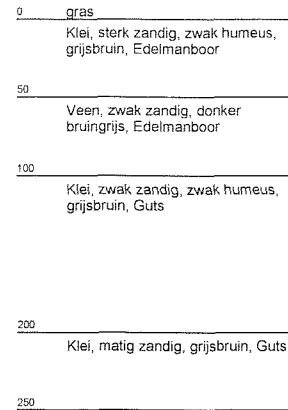 0 gras
Klei, sterk zandig, zwak humeus,
grijsbruin, Edelmanboor
50
Veen, zwak zandig, donker
bruingrijs, Edelmanboor
100
Klei, zwak zandig, zwak humeus,
grijsbruin, Guts
200
Klei, matig zandig, grijsbruin, Guts
250